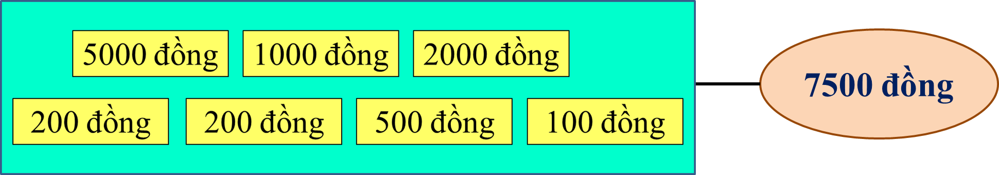 5000 đồng 1000 đồng 2000 đồng
7500 đồng
200 đồng 200 đồng 500 đồng 100 đồng